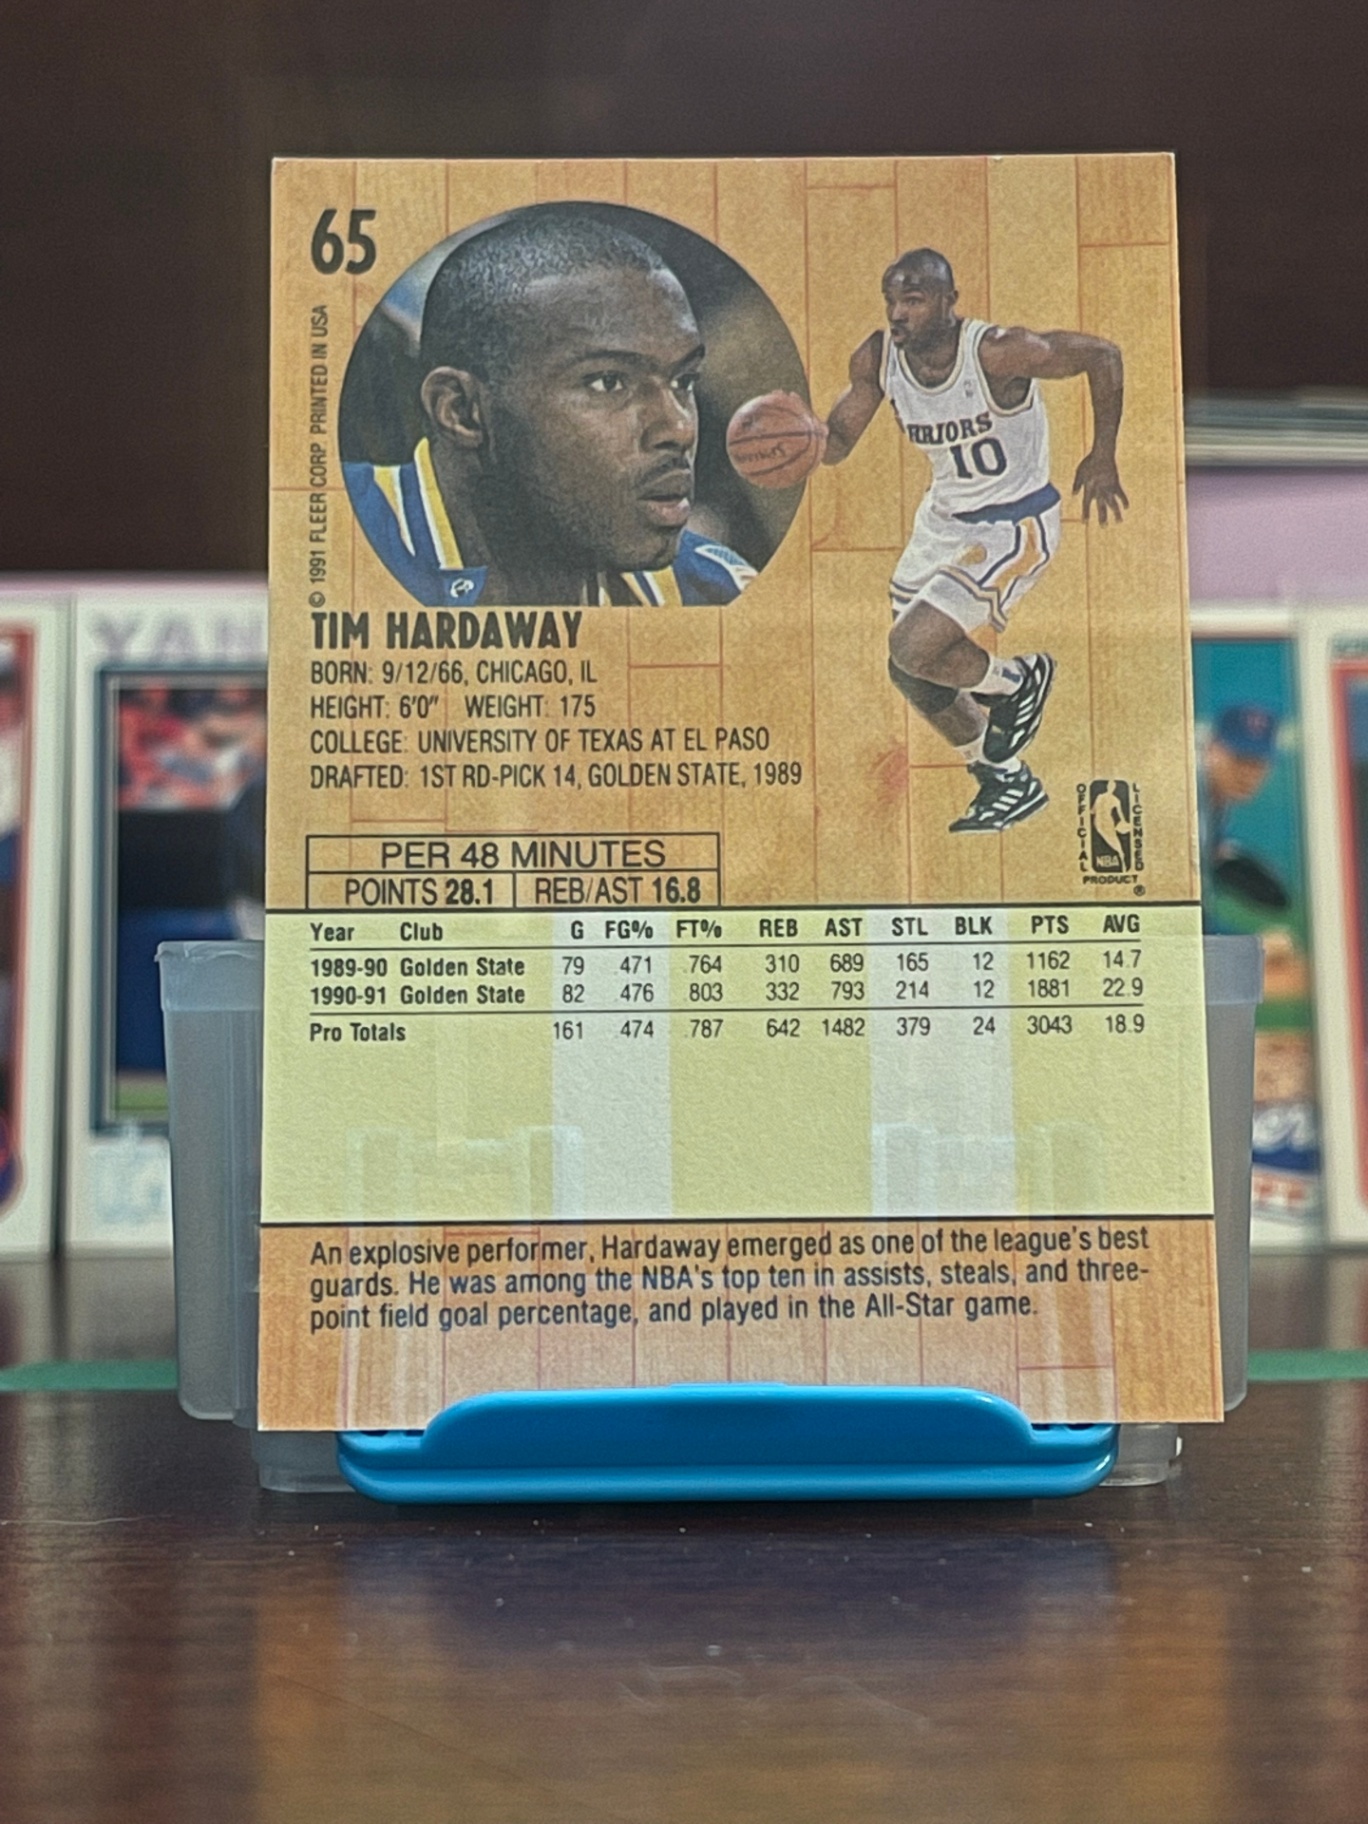 65
© 1991 FLEER CORP PRINTED IN USA
WARRIORS
10
TIM HARDAWAY
BORN: 9/12/66, CHICAGO, IL
HEIGHT: 6'0" WEIGHT: 175
COLLEGE: UNIVERSITY OF TEXAS AT EL PASO
DRAFTED: 1ST RD-PICK 14, GOLDEN STATE, 1989
OFFICIAL LICENSED
NBA
PRODUCT ®
PER 48 MINUTES
POINTS 28.1 REB/AST 16.8
Year Club G FG% FT% REB AST STL BLK PTS AVG
1989-90 Golden State 79 .471 .764 310 689 165 12 1162 14.7
1990-91 Golden State 82 .476 .803 332 793 214 12 1881 22.9
Pro Totals 161 .474 .787 642 1482 379 24 3043 18.9
An explosive performer, Hardaway emerged as one of the league's best
guards. He was among the NBA's top ten in assists, steals, and three-
point field goal percentage, and played in the All-Star game.